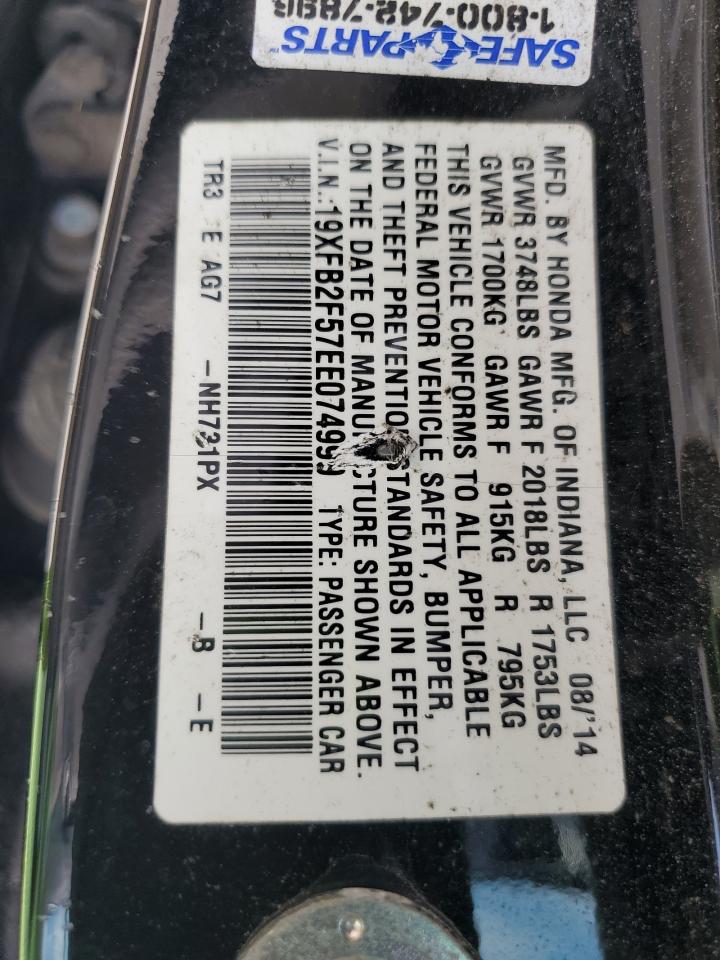 MFD. BY HONDA MFG. OF INDIANA, LLC 08/'14
GVWR 3748LBS GAWR F 2018LBS R 1753LBS
GVWR 1700KG GAWR F 915KG R 795KG
THIS VEHICLE CONFORMS TO ALL APPLICABLE
FEDERAL MOTOR VEHICLE SAFETY, BUMPER,
AND THEFT PREVENTION STANDARDS IN EFFECT
ON THE DATE OF MANUFACTURE SHOWN ABOVE.
V.I.N.: 19XFB2F57EE074999 TYPE: PASSENGER CAR
TR3 E AG7 -NH731PX -B -E
SAFE PARTS™
1-800-742-7898